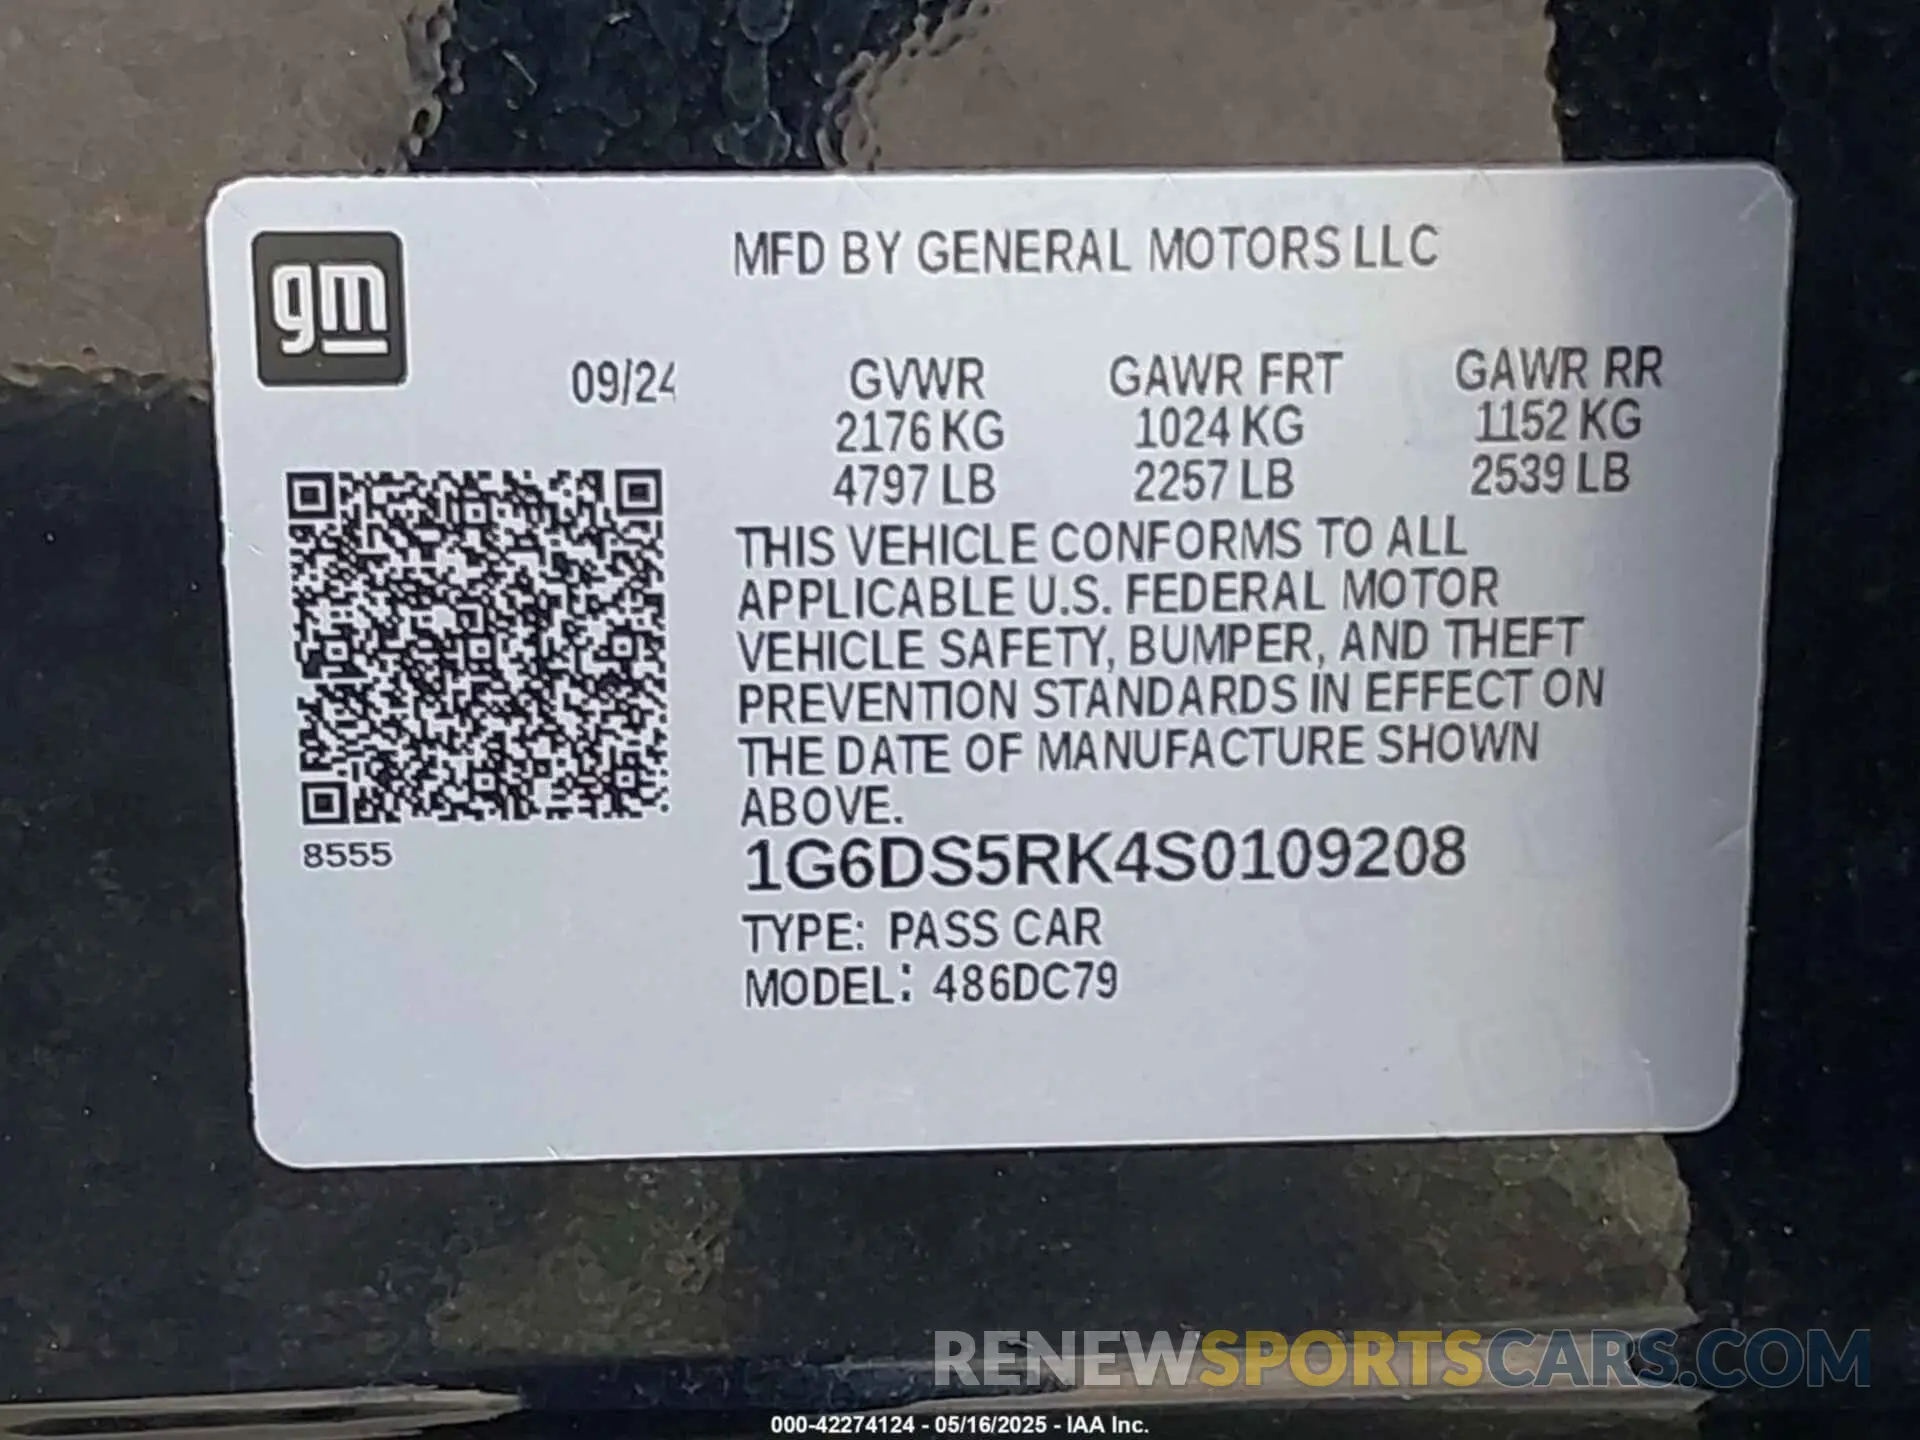 gm
MFD BY GENERAL MOTORS LLC
09/24
GVWR GAWR FRT GAWR RR
2176 KG 1024 KG 1152 KG
4797 LB 2257 LB 2539 LB
THIS VEHICLE CONFORMS TO ALL
APPLICABLE U.S. FEDERAL MOTOR
VEHICLE SAFETY, BUMPER, AND THEFT
PREVENTION STANDARDS IN EFFECT ON
THE DATE OF MANUFACTURE SHOWN
ABOVE.
8555
1G6DS5RK4S0109208
TYPE: PASS CAR
MODEL: 486DC79
RENEWSPORTSCARS.COM
000-42274124 - 05/16/2025 - IAA Inc.